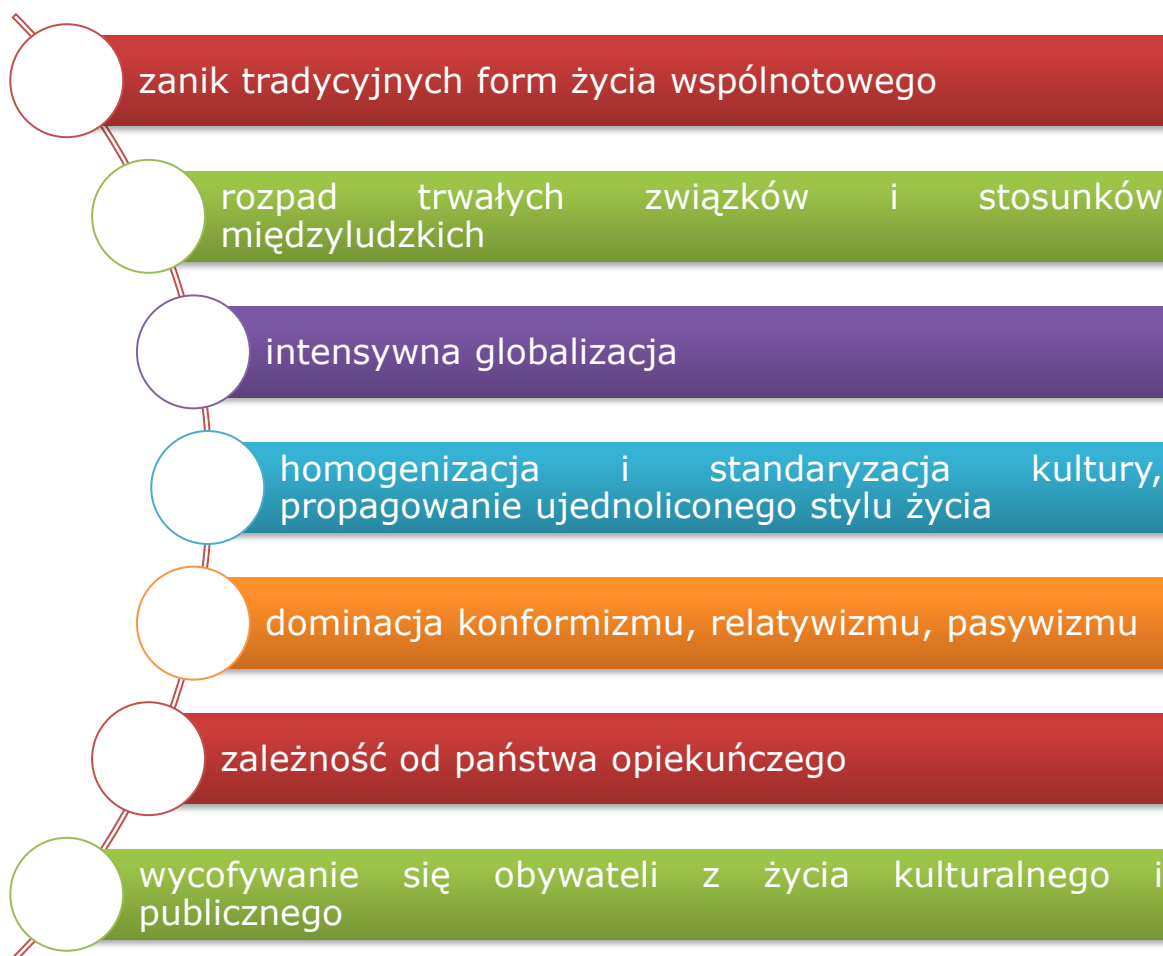 zanik tradycyjnych form życia wspólnotowego
rozpad trwałych związków i stosunków
międzyludzkich
intensywna globalizacja
homogenizacja i standaryzacja kultury,
propagowanie ujednoliconego stylu życia
dominacja konformizmu, relatywizmu, pasywizmu
zależność od państwa opiekuńczego
wycofywanie się obywateli z życia kulturalnego i
publicznego